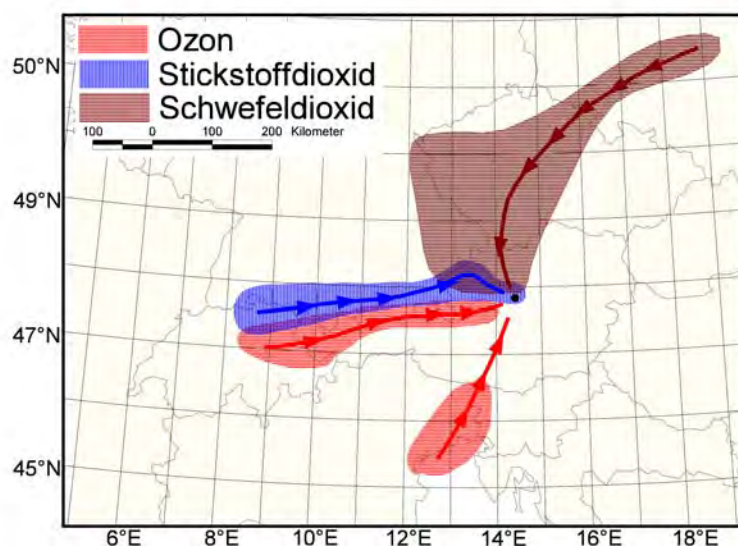 Ozon
Stickstoffdioxid
Schwefeldioxid
100 0 100 200 Kilometer
50°N
49°N
47°N
45°N
6°E 8°E 10°E 12°E 14°E 16°E 18°E